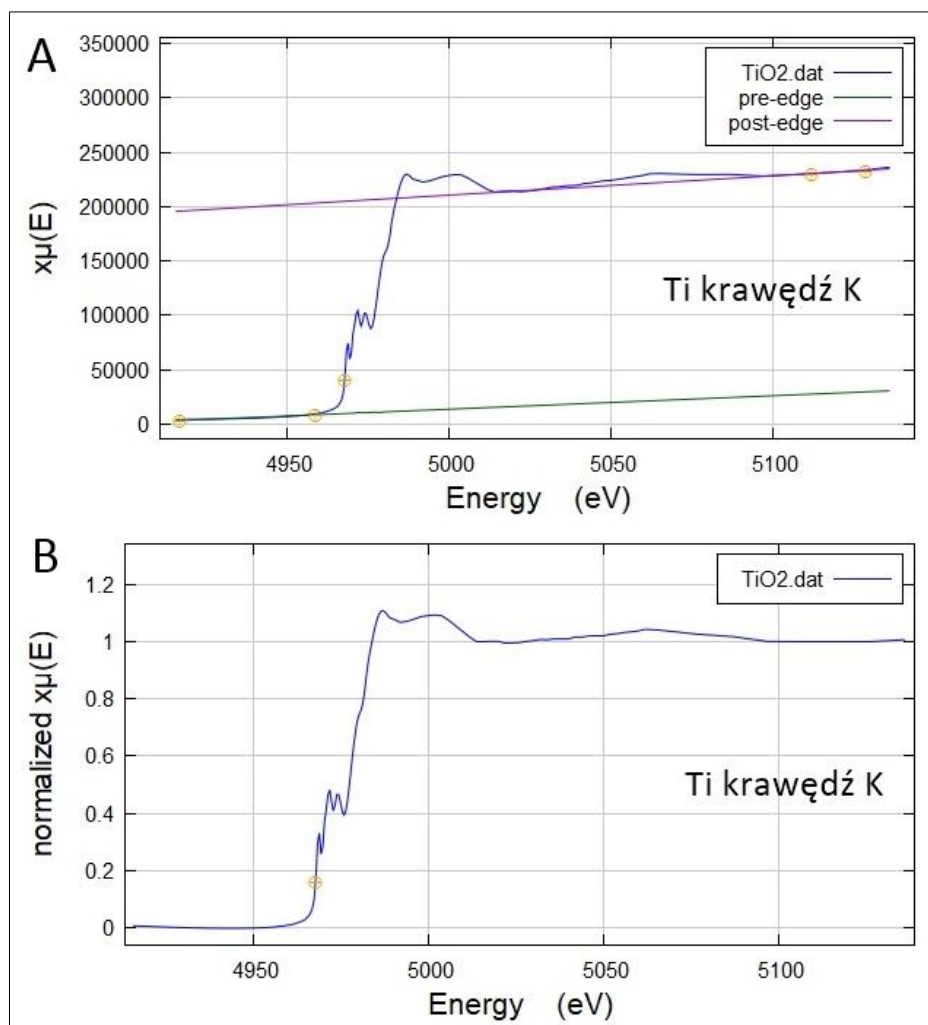 A
350000
300000
250000
200000
150000
100000
50000
0
xμ(E)
TiO2.dat
pre-edge
post-edge
Ti krawędź K
4950 5000 5050 5100
Energy (eV)
B
1.2
1
0.8
0.6
0.4
0.2
0
normalized xμ(E)
TiO2.dat
Ti krawędź K
4950 5000 5050 5100
Energy (eV)